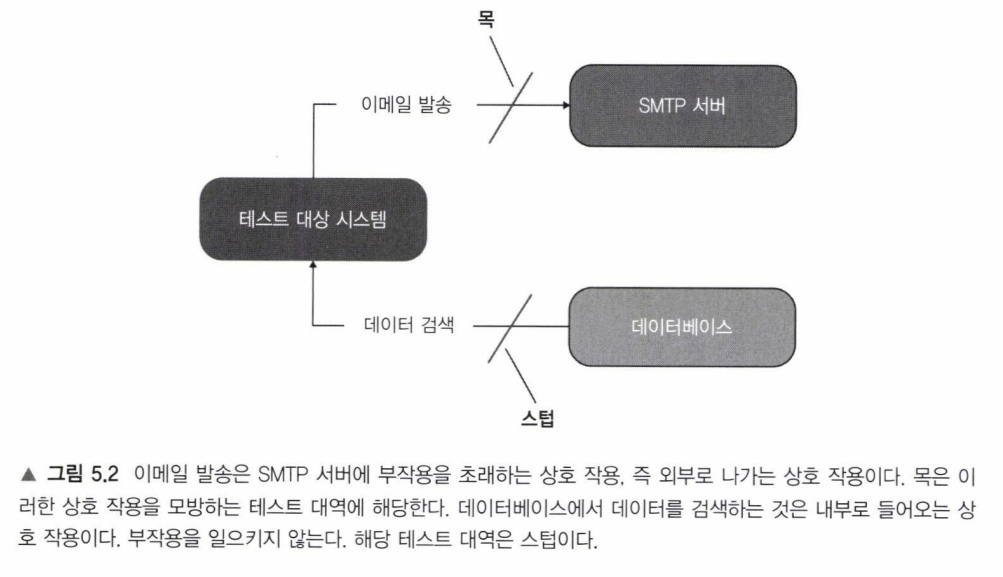 목
이메일 발송
SMTP 서버
테스트 대상 시스템
데이터 검색
데이터베이스
스텁
▲ 그림 5.2 이메일 발송은 SMTP 서버에 부작용을 초래하는 상호 작용, 즉 외부로 나가는 상호 작용이다. 목은 이
러한 상호 작용을 모방하는 테스트 대역에 해당한다. 데이터베이스에서 데이터를 검색하는 것은 내부로 들어오는 상
호 작용이다. 부작용을 일으키지 않는다. 해당 테스트 대역은 스텁이다.